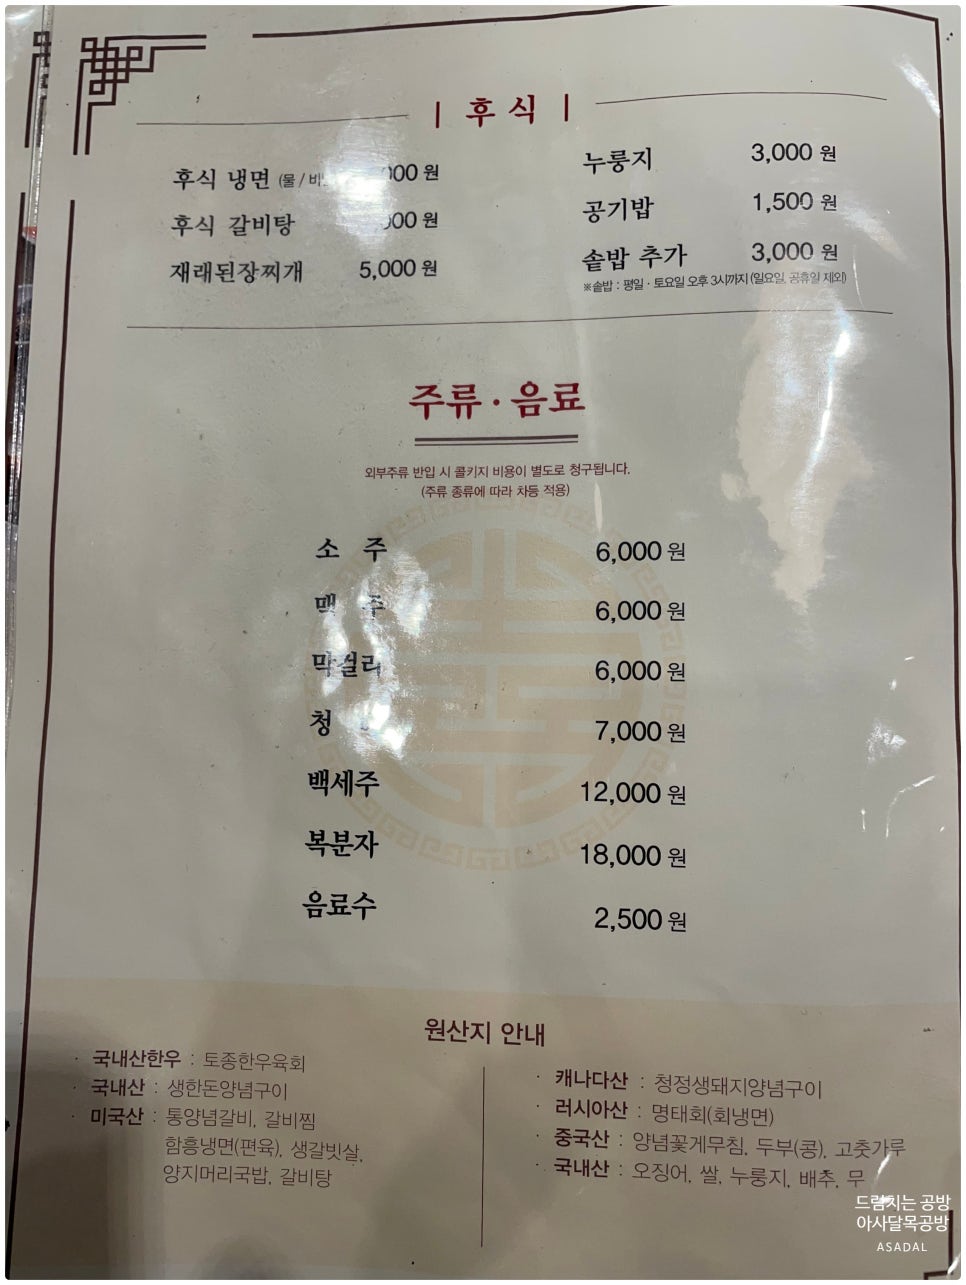 | 후식 |
후식 냉면 (물 / 원
후식 갈비탕 원
재래된장찌개 5,000 원
누룽지 3,000 원
공기밥 1,500 원
솥밥 추가 3,000 원
※솥밥 : 평일 · 토요일 오후 3시까지 (일요일, 공휴일 제외)
주류 · 음료
외부주류 반입 시 콜키지 비용이 별도로 청구됩니다.
(주류 종류에 따라 차등 적용)
소 주 6,000 원
맥 주 6,000 원
막걸리 6,000 원
청 7,000 원
백세주 12,000 원
복분자 18,000 원
음료수 2,500 원
원산지 안내
· 국내산한우 : 토종한우육회
· 국내산 : 생한돈양념구이
· 미국산 : 통양념갈비, 갈비찜
함흥냉면(편육), 생갈빗살,
양지머리국밥, 갈비탕
· 캐나다산 : 청정생돼지양념구이
· 러시아산 : 명태회(회냉면)
· 중국산 : 양념꽃게무침, 두부(콩), 고춧가루
· 국내산 : 오징어, 쌀, 누룽지, 배추, 무
드럼치는 공방
아사달목공방
ASADAL